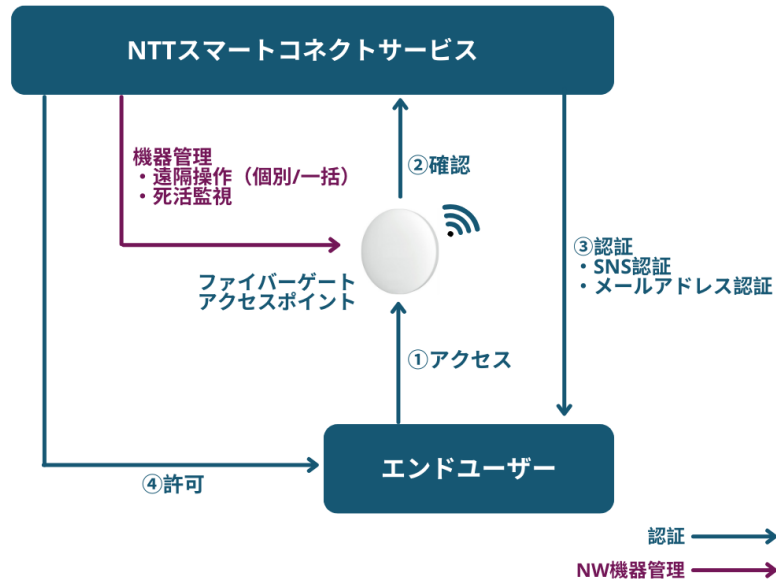 NTTスマートコネクトサービス
機器管理
・遠隔操作（個別/一括）
・死活監視
②確認
③認証
・SNS認証
・メールアドレス認証
ファイバーゲート
アクセスポイント
①アクセス
エンドユーザー
④許可
認証
NW機器管理